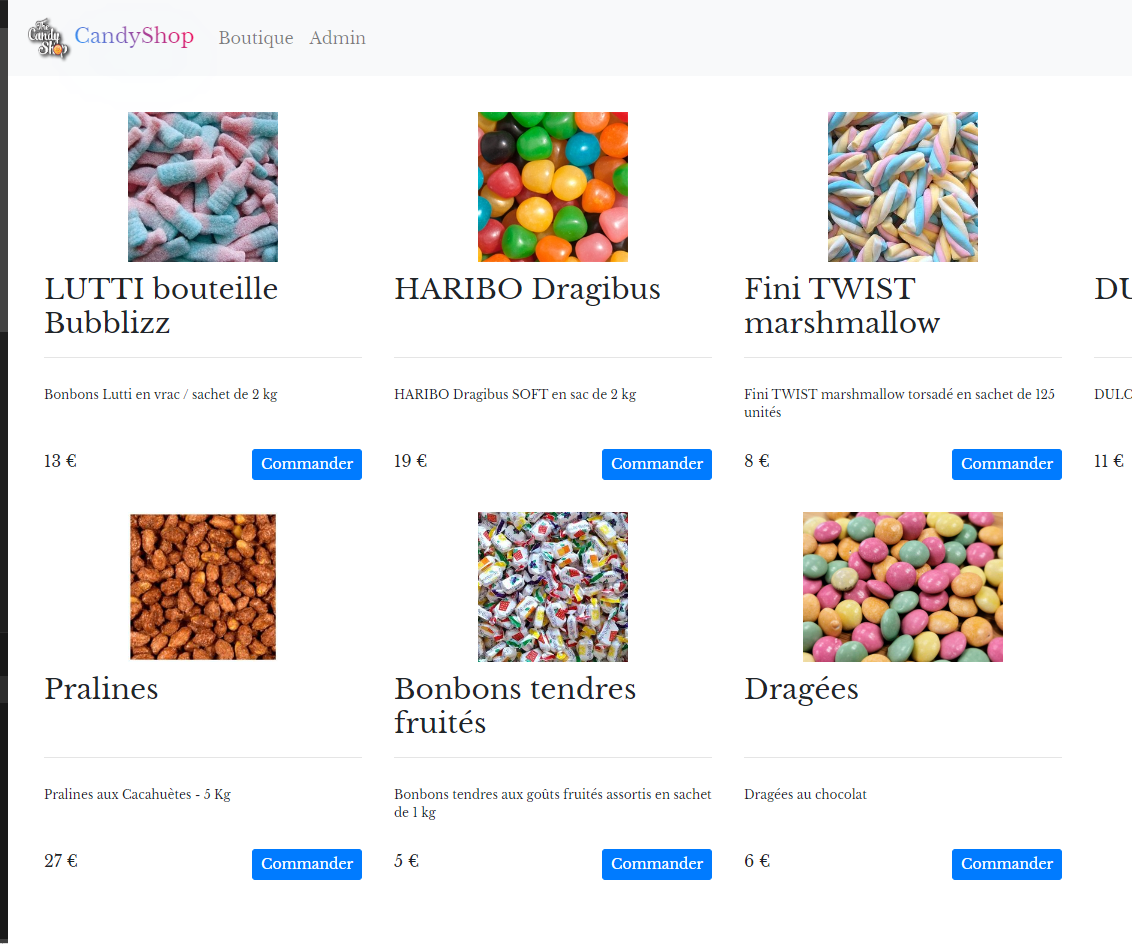 The
Candy
Shop
CandyShop
Boutique
Admin
LUTTI bouteille
Bubblizz
HARIBO Dragibus
Fini TWIST
marshmallow
DU
Bonbons Lutti en vrac / sachet de 2 kg
HARIBO Dragibus SOFT en sac de 2 kg
Fini TWIST marshmallow torsadé en sachet de 125
unités
DULC
13 €
Commander
19 €
Commander
8 €
Commander
11 €
Pralines
Bonbons tendres
fruités
Dragées
Pralines aux Cacahuètes - 5 Kg
Bonbons tendres aux goûts fruités assortis en sachet
de 1 kg
Dragées au chocolat
27 €
Commander
5 €
Commander
6 €
Commander